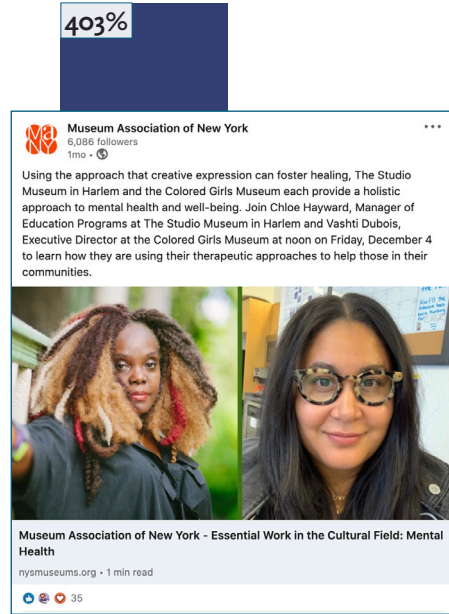 403%
Museum Association of New York
6,086 followers
1mo •
Using the approach that creative expression can foster healing, The Studio
Museum in Harlem and the Colored Girls Museum each provide a holistic
approach to mental health and well-being. Join Chloe Hayward, Manager of
Education Programs at The Studio Museum in Harlem and Vashti Dubois,
Executive Director at the Colored Girls Museum at noon on Friday, December 4
to learn how they are using their therapeutic approaches to help those in their
communities.
Museum Association of New York - Essential Work in the Cultural Field: Mental
Health
nysmuseums.org • 1 min read
35